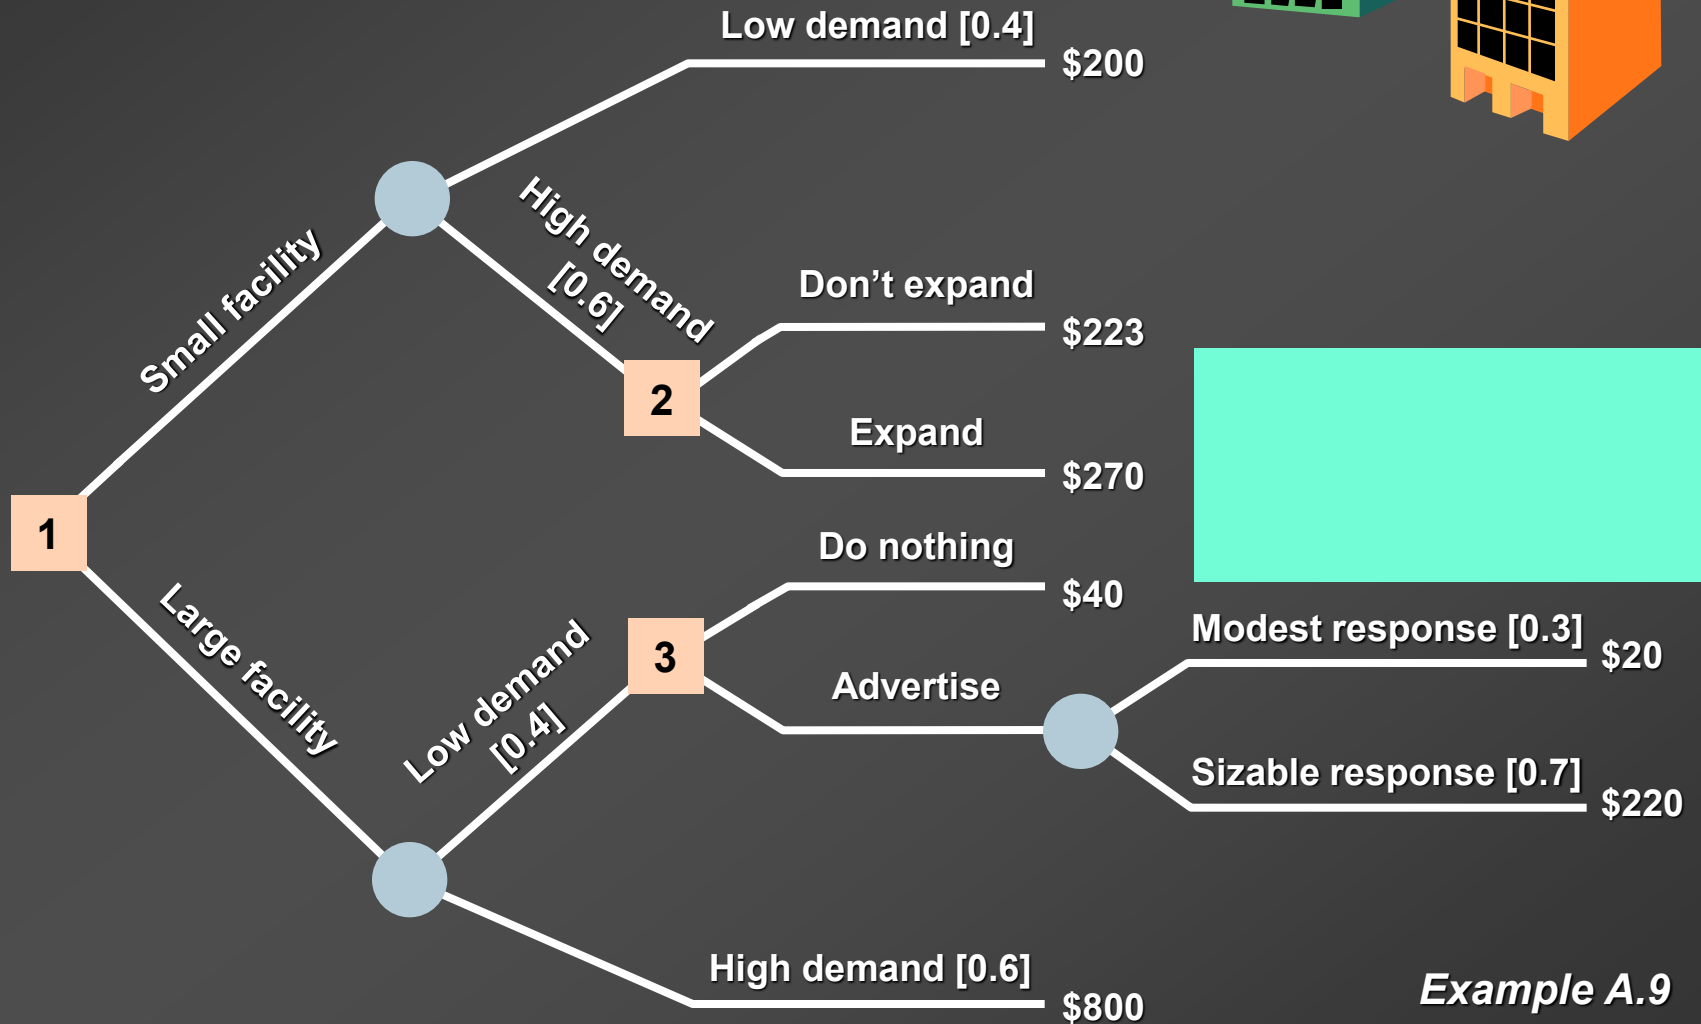 Low demand [0.4]
$200
Small facility
High demand
[0.6]
Don’t expand
$223
2
Expand
$270
1
Do nothing
$40
Large facility
Low demand
[0.4]
3
Modest response [0.3]
$20
Advertise
Sizable response [0.7]
$220
High demand [0.6]
$800
Example A.9